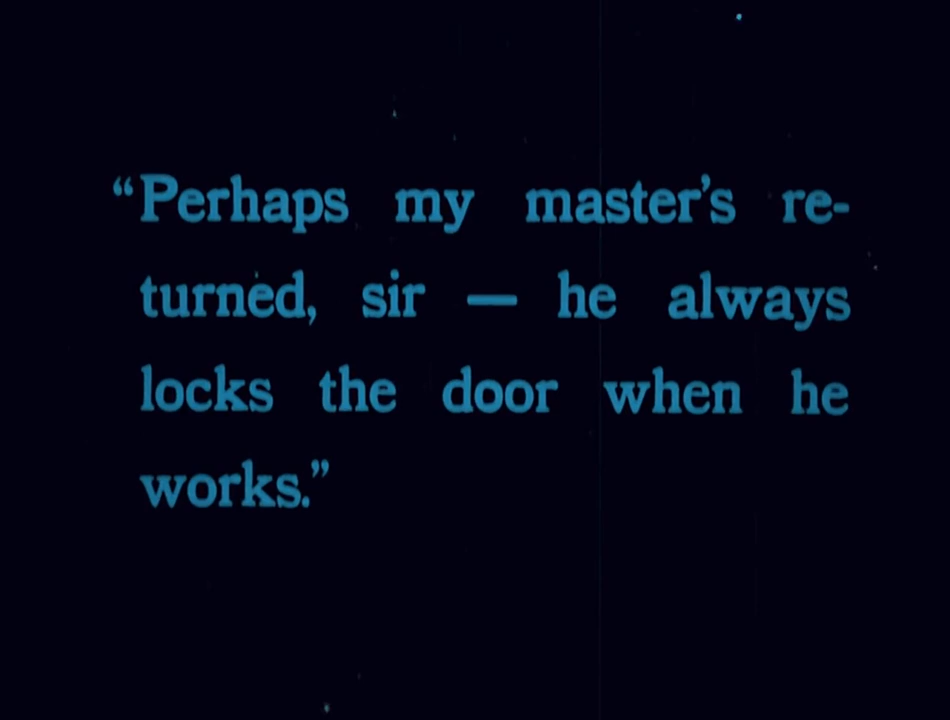 “Perhaps my master’s re-
turned, sir — he always
locks the door when he
works.”